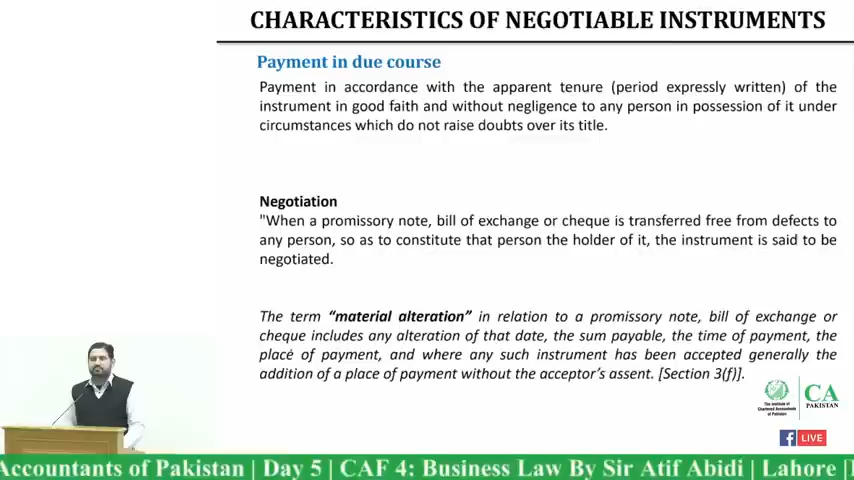 CHARACTERISTICS OF NEGOTIABLE INSTRUMENTS
Payment in due course
Payment in accordance with the apparent tenure (period expressly written) of the
instrument in good faith and without negligence to any person in possession of it under
circumstances which do not raise doubts over its title.
Negotiation
"When a promissory note, bill of exchange or cheque is transferred free from defects to
any person, so as to constitute that person the holder of it, the instrument is said to be
negotiated.
The term “material alteration” in relation to a promissory note, bill of exchange or
cheque includes any alteration of that date, the sum payable, the time of payment, the
place of payment, and where any such instrument has been accepted generally the
addition of a place of payment without the acceptor’s assent. [Section 3(f)].
The Institute of
Chartered Accountants
of Pakistan
CA
PAKISTAN
f LIVE
Accountants of Pakistan | Day 5 | CAF 4: Business Law By Sir Atif Abidi | Lahore